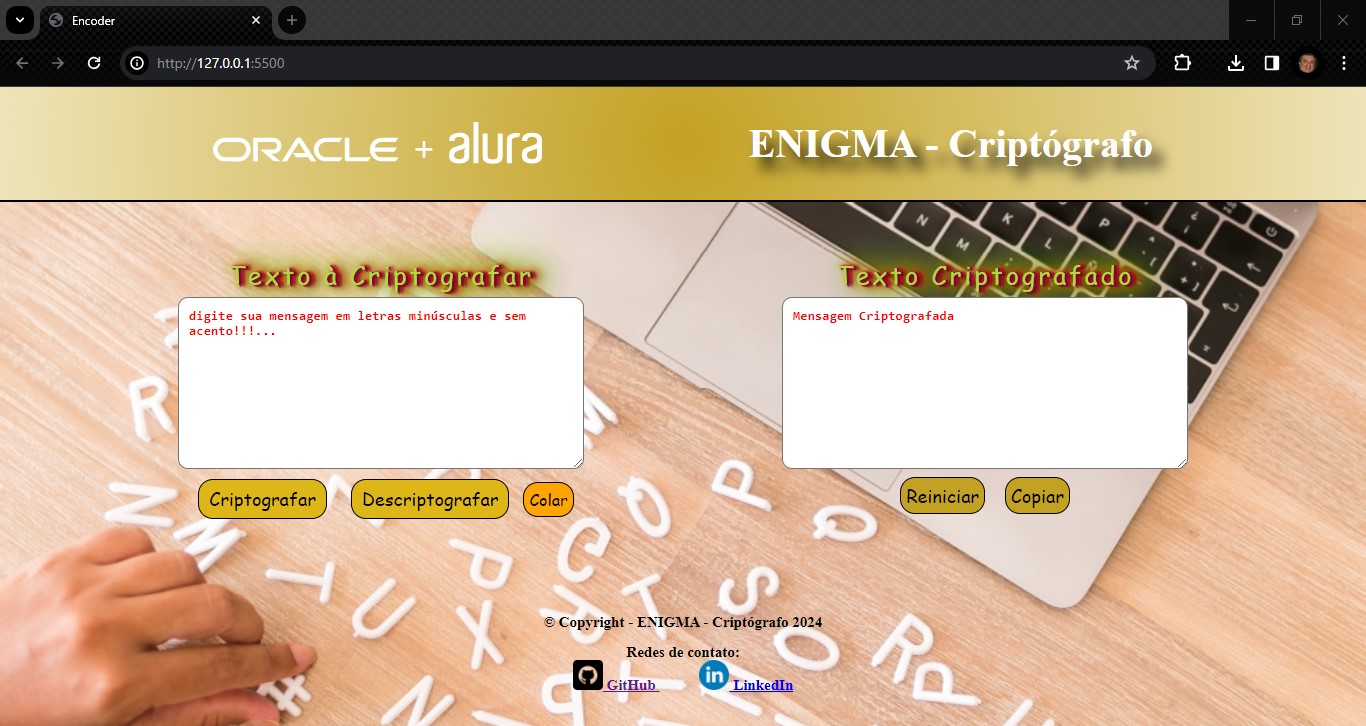 Encoder
http://127.0.0.1:5500
ORACLE + alura
ENIGMA - Criptógrafo
Texto à Criptografar
Texto Criptografado
digite sua mensagem em letras minúsculas e sem
acento!!!...
Mensagem Criptografada
Criptografar
Descriptografar
Colar
Reiniciar
Copiar
© Copyright - ENIGMA - Criptógrafo 2024
Redes de contato:
in
GitHub
LinkedIn